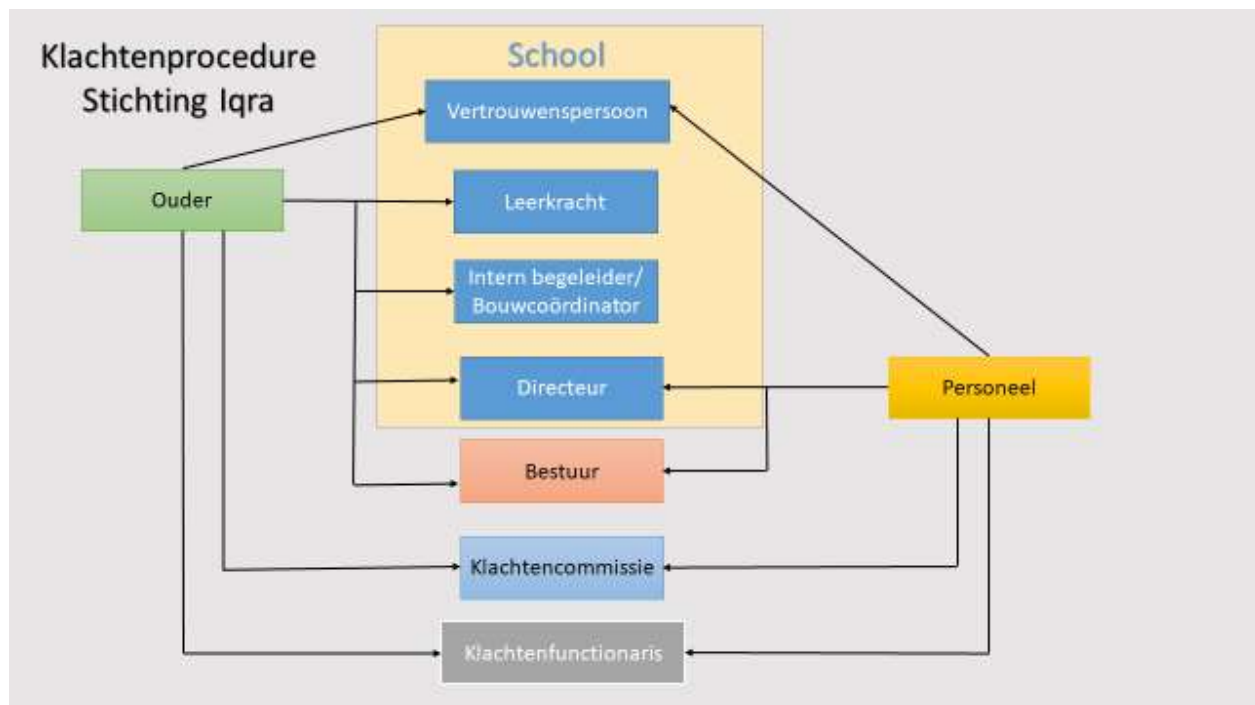 Klachtenprocedure
Stichting Iqra
School
Vertrouwenspersoon
Ouder
Leerkracht
Intern begeleider/
Bouwcoördinator
Directeur
Personeel
Bestuur
Klachtencommissie
Klachtenfunctionaris